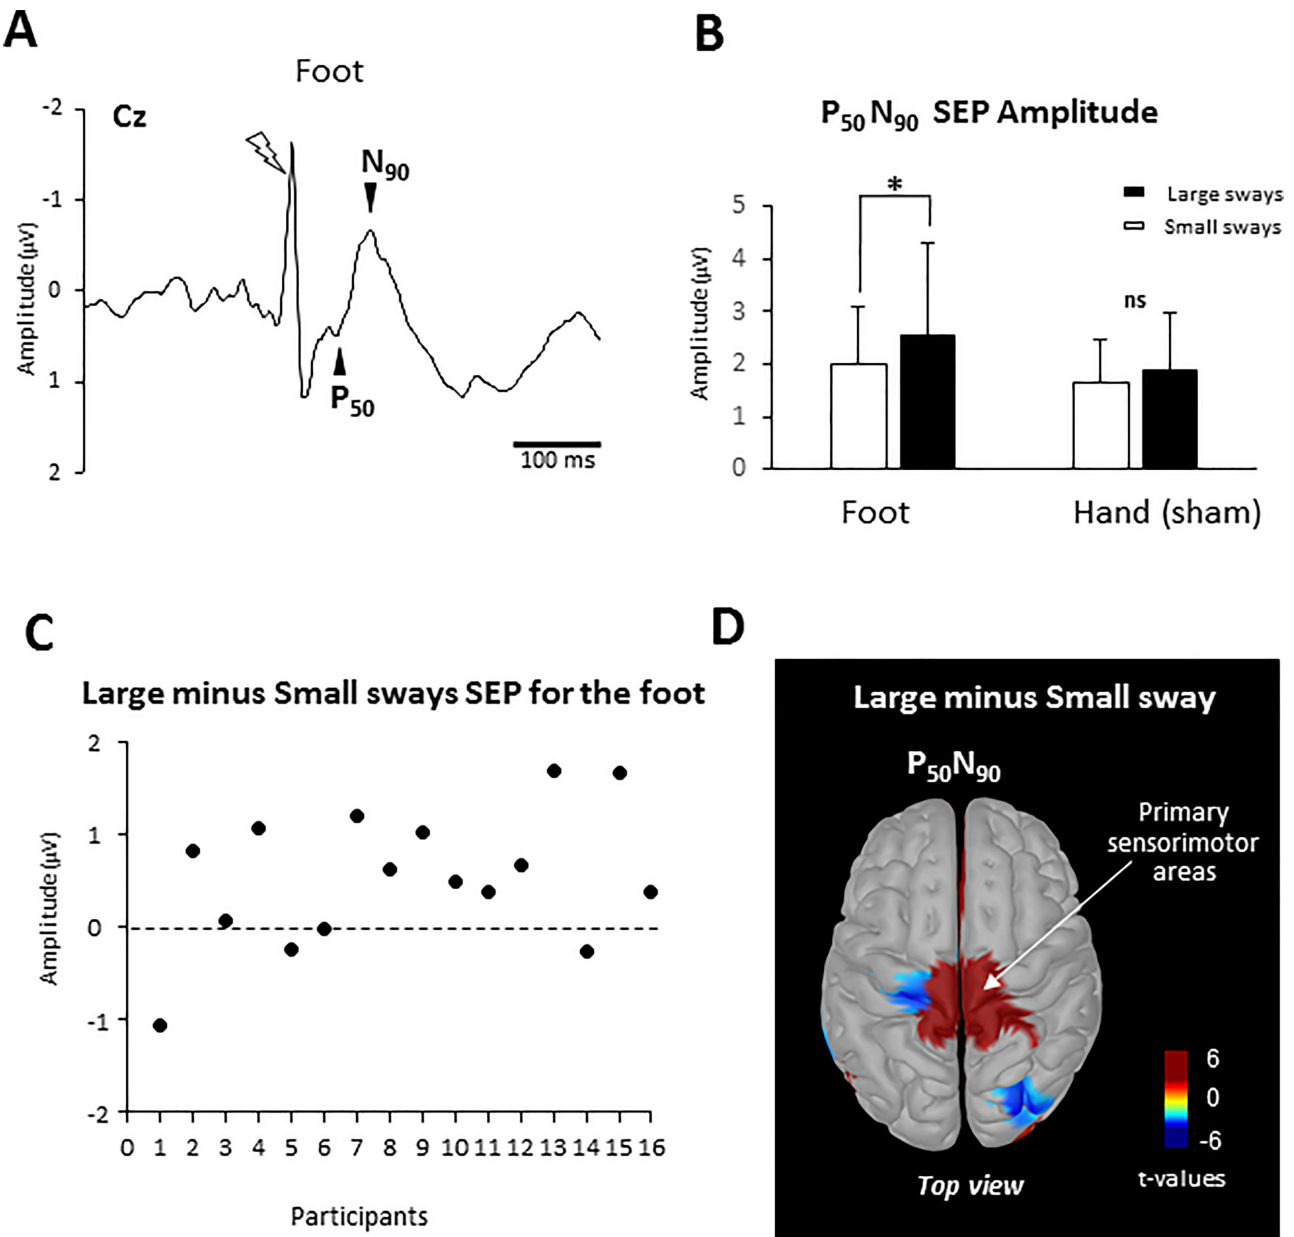 A
Foot
Cz
N90
P50
Amplitude (µV)
-2
-1
0
1
2
100 ms
B
P50 N90 SEP Amplitude
Large sways
Small sways
*
ns
Amplitude (µV)
5
4
3
2
1
0
Foot
Hand (sham)
C
Large minus Small sways SEP for the foot
Amplitude (µV)
2
1
0
-1
-2
0 1 2 3 4 5 6 7 8 9 10 11 12 13 14 15 16
Participants
D
Large minus Small sway
P50N90
Primary
sensorimotor
areas
6
0
-6
t-values
Top view